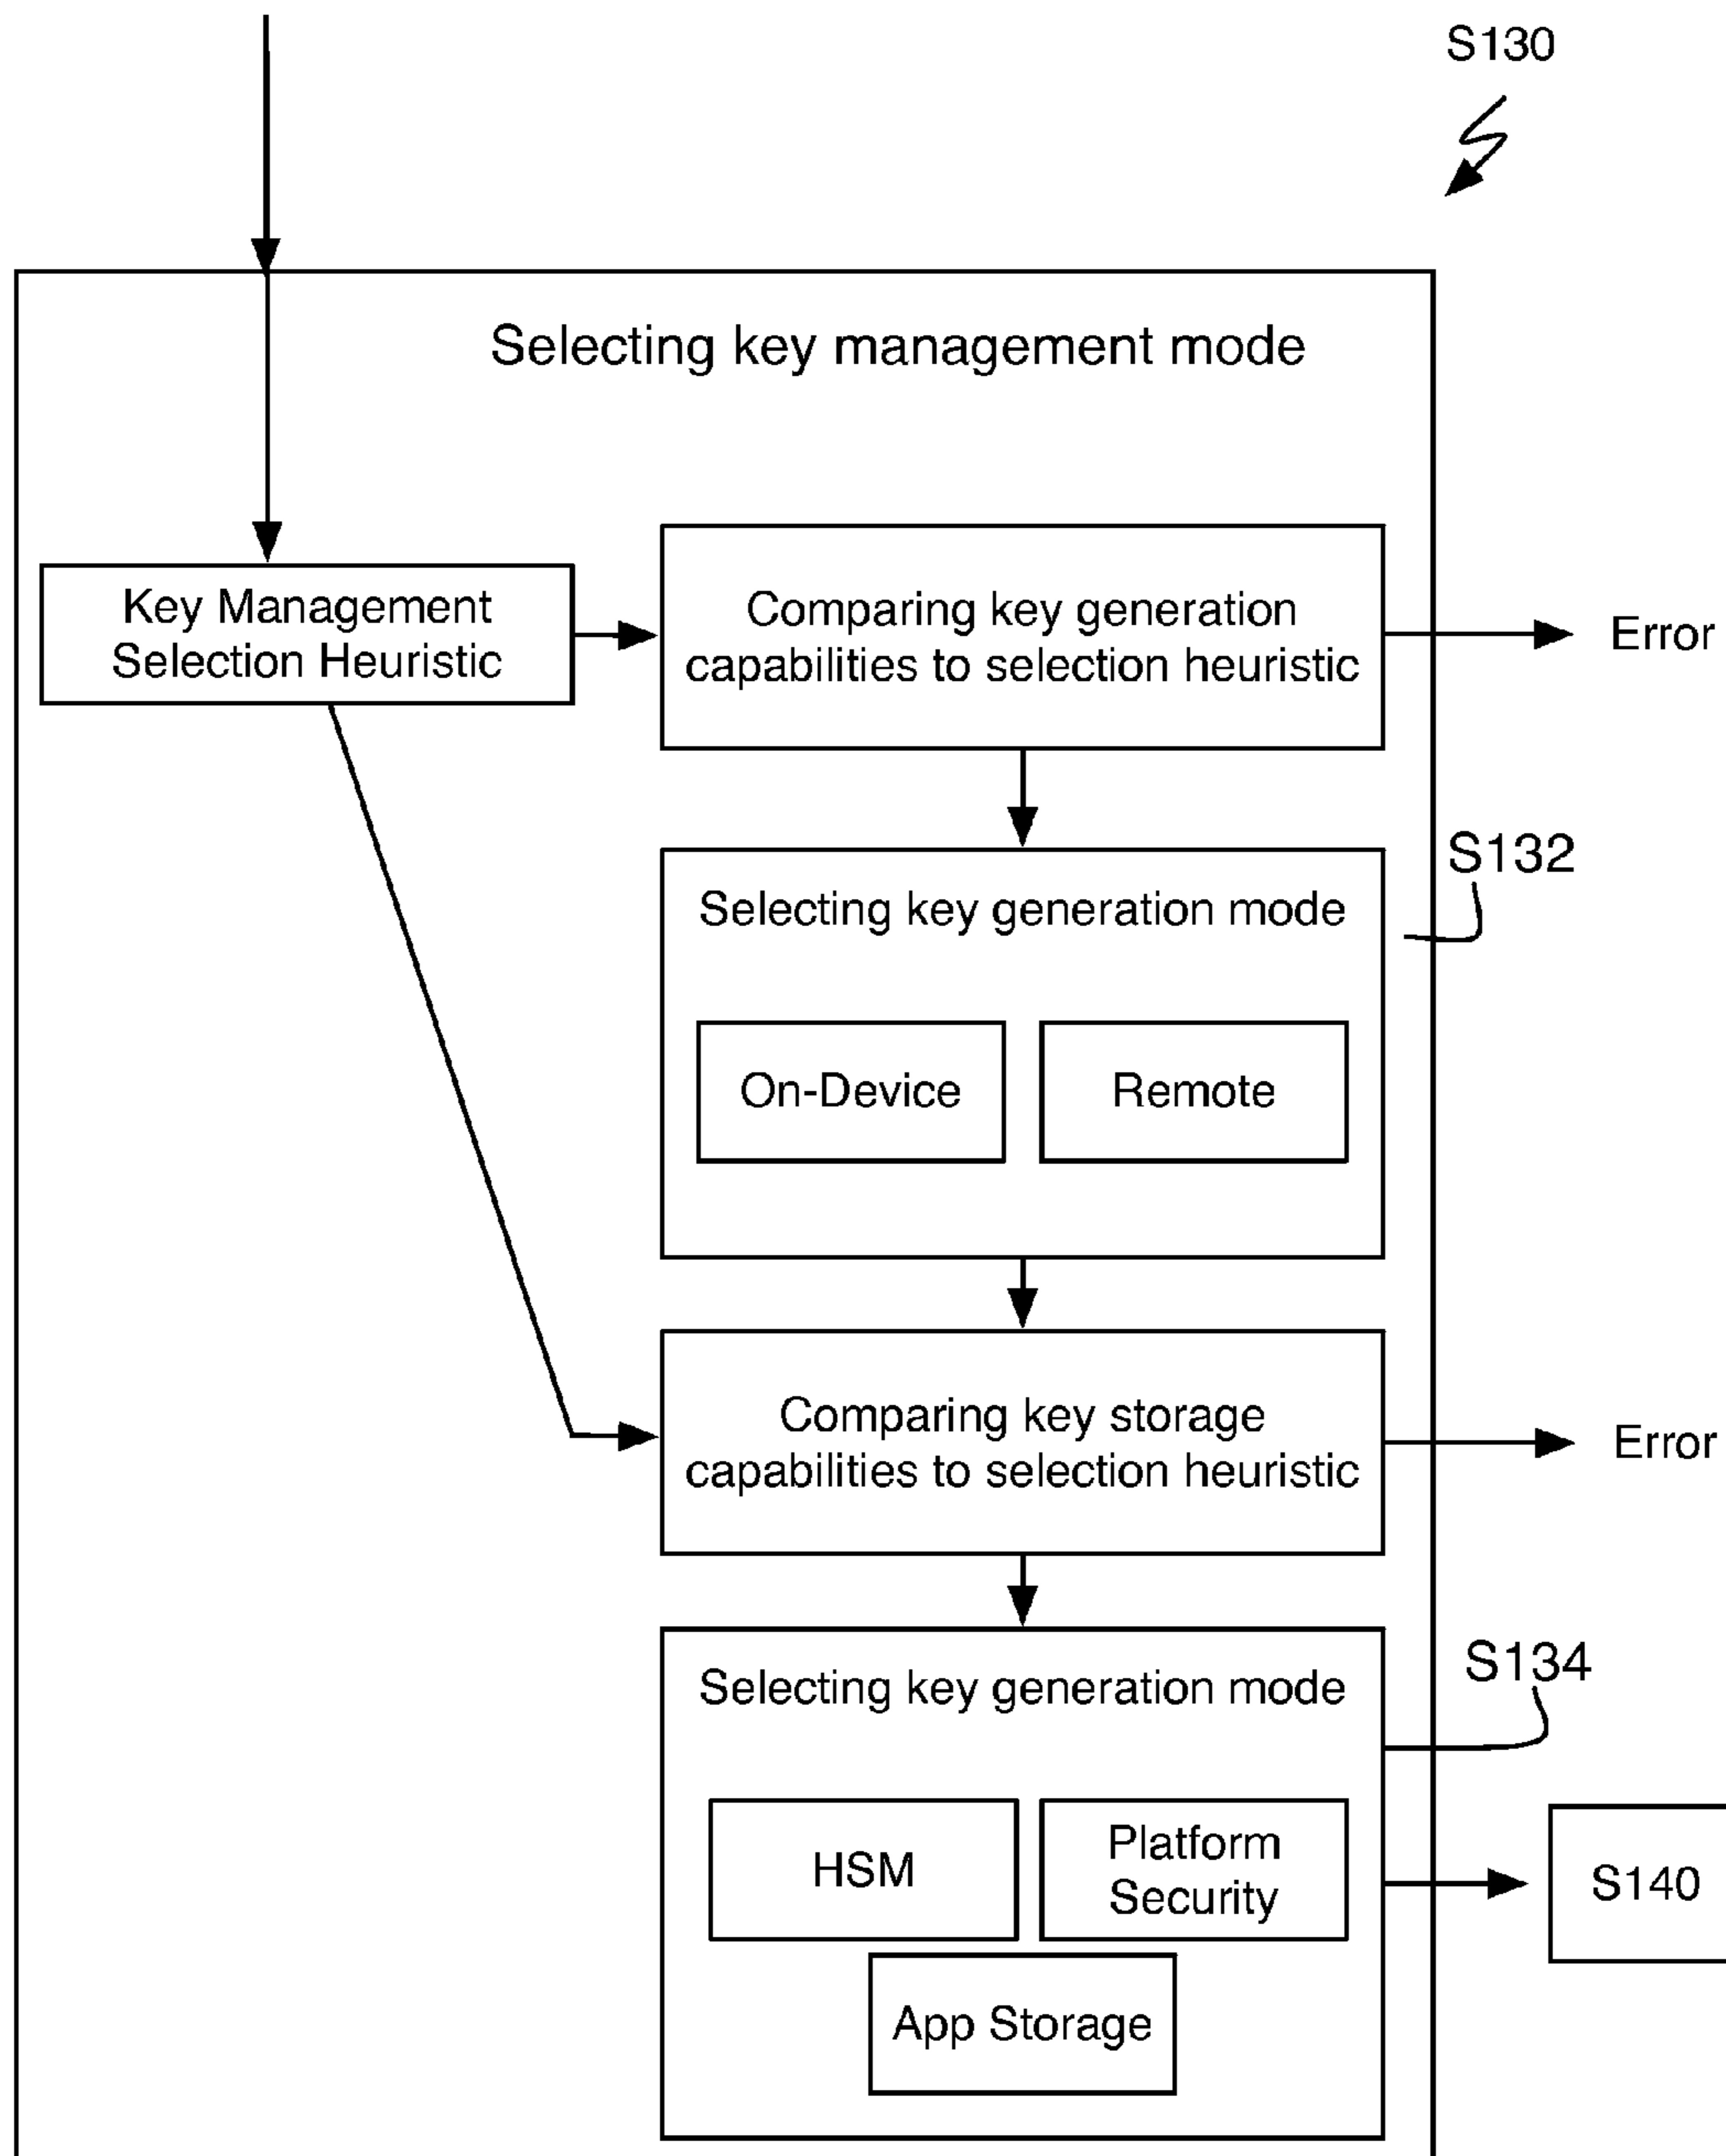 S130
Selecting key management mode
Key Management
Selection Heuristic
Comparing key generation
capabilities to selection heuristic
Error
S132
Selecting key generation mode
On-Device
Remote
Comparing key storage
capabilities to selection heuristic
Error
S134
Selecting key generation mode
HSM
Platform
Security
S140
App Storage